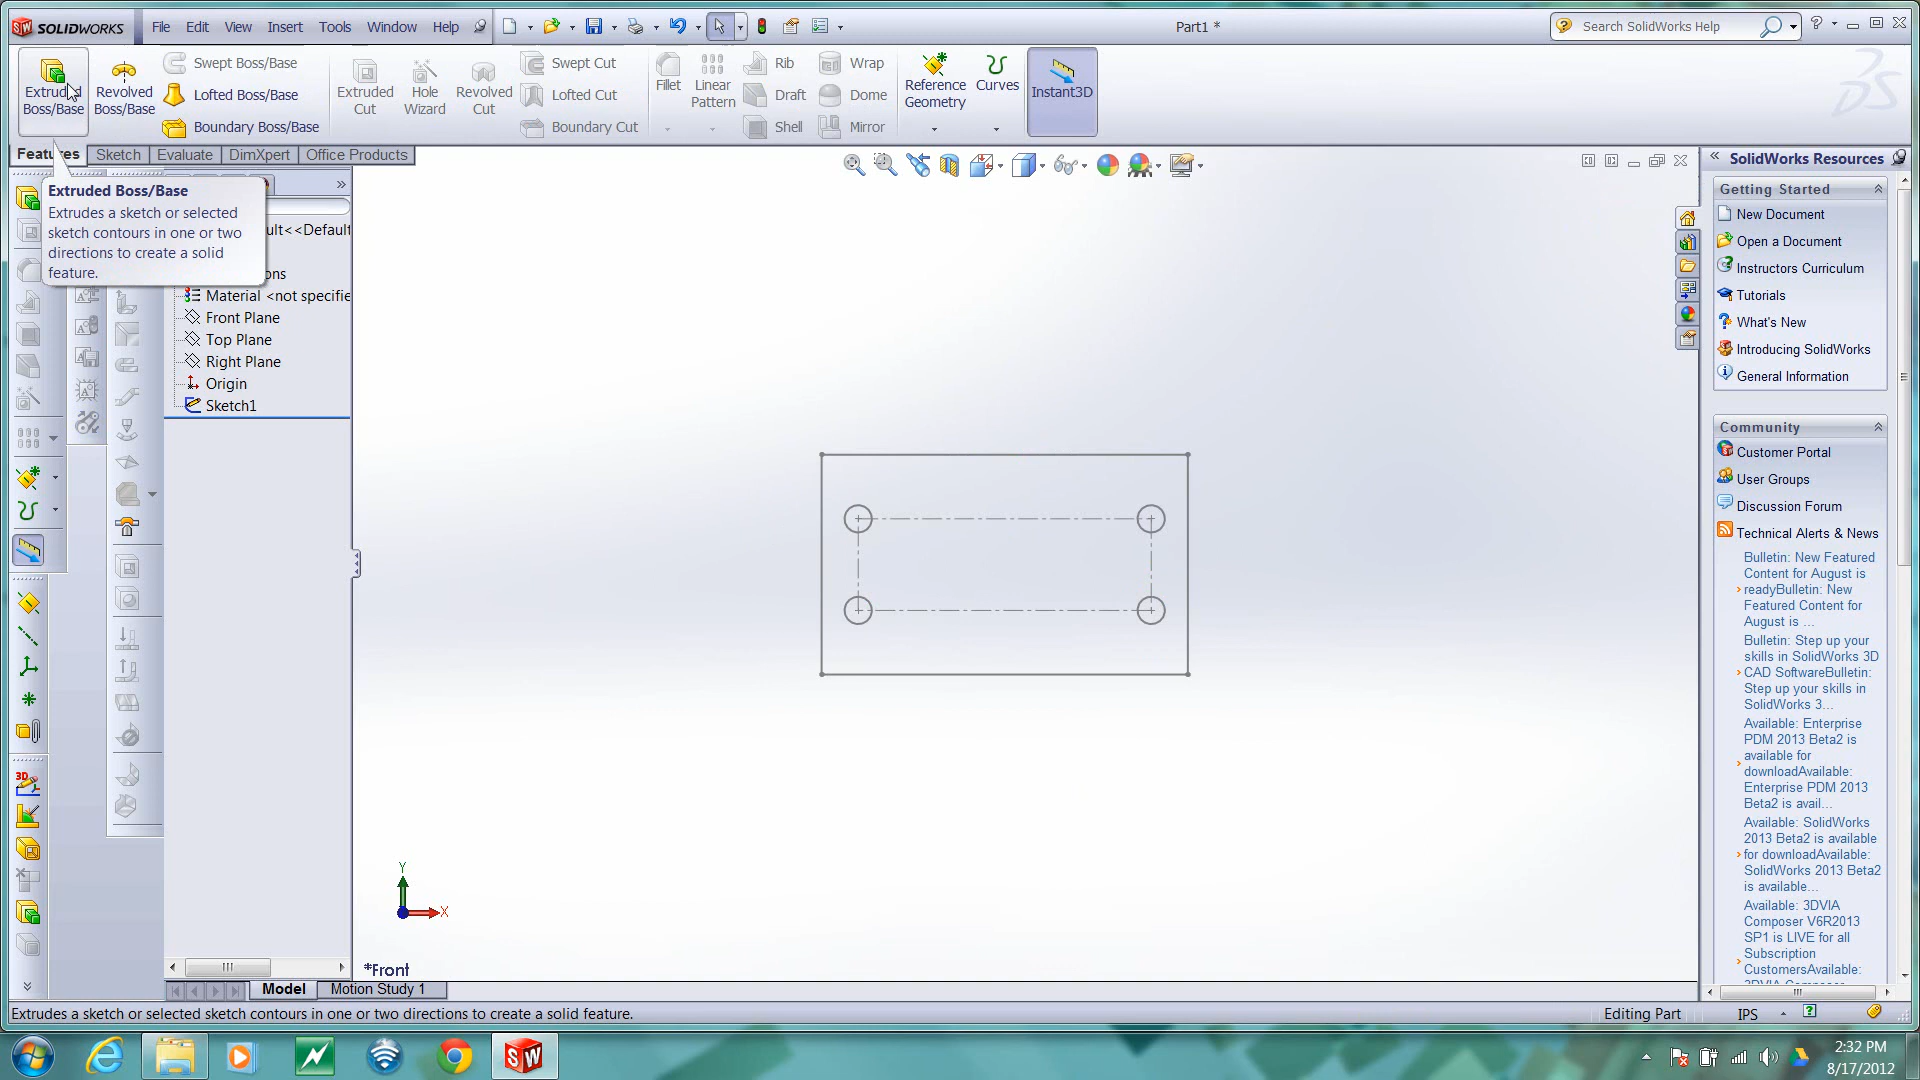 SOLIDWORKS File Edit View Insert Tools Window Help Part1 * Search SolidWorks Help
Extruded Boss/Base
Revolved Boss/Base
Swept Boss/Base
Lofted Boss/Base
Boundary Boss/Base
Extruded Cut
Hole Wizard
Revolved Cut
Swept Cut
Lofted Cut
Boundary Cut
Fillet
Linear Pattern
Rib
Draft
Shell
Wrap
Dome
Mirror
Reference Geometry
Curves
Instant3D
Features Sketch Evaluate DimXpert Office Products
Extruded Boss/Base
Extrudes a sketch or selected
sketch contours in one or two
directions to create a solid
feature.
ult<<Default
ons
Material <not specifie
Front Plane
Top Plane
Right Plane
Origin
Sketch1
Y
X
*Front
Model Motion Study 1
SolidWorks Resources
Getting Started
New Document
Open a Document
Instructors Curriculum
Tutorials
What's New
Introducing SolidWorks
General Information
Community
Customer Portal
User Groups
Discussion Forum
Technical Alerts & News
Bulletin: New Featured
Content for August is
readyBulletin: New
Featured Content for
August is ...
Bulletin: Step up your
skills in SolidWorks 3D
CAD SoftwareBulletin:
Step up your skills in
SolidWorks 3...
Available: Enterprise
PDM 2013 Beta2 is
available for
downloadAvailable:
Enterprise PDM 2013
Beta2 is avail...
Available: SolidWorks
2013 Beta2 is available
for downloadAvailable:
SolidWorks 2013 Beta2
is available...
Available: 3DVIA
Composer V6R2013
SP1 is LIVE for all
Subscription
CustomersAvailable:
Extrudes a sketch or selected sketch contours in one or two directions to create a solid feature. Editing Part IPS
2:32 PM
8/17/2012